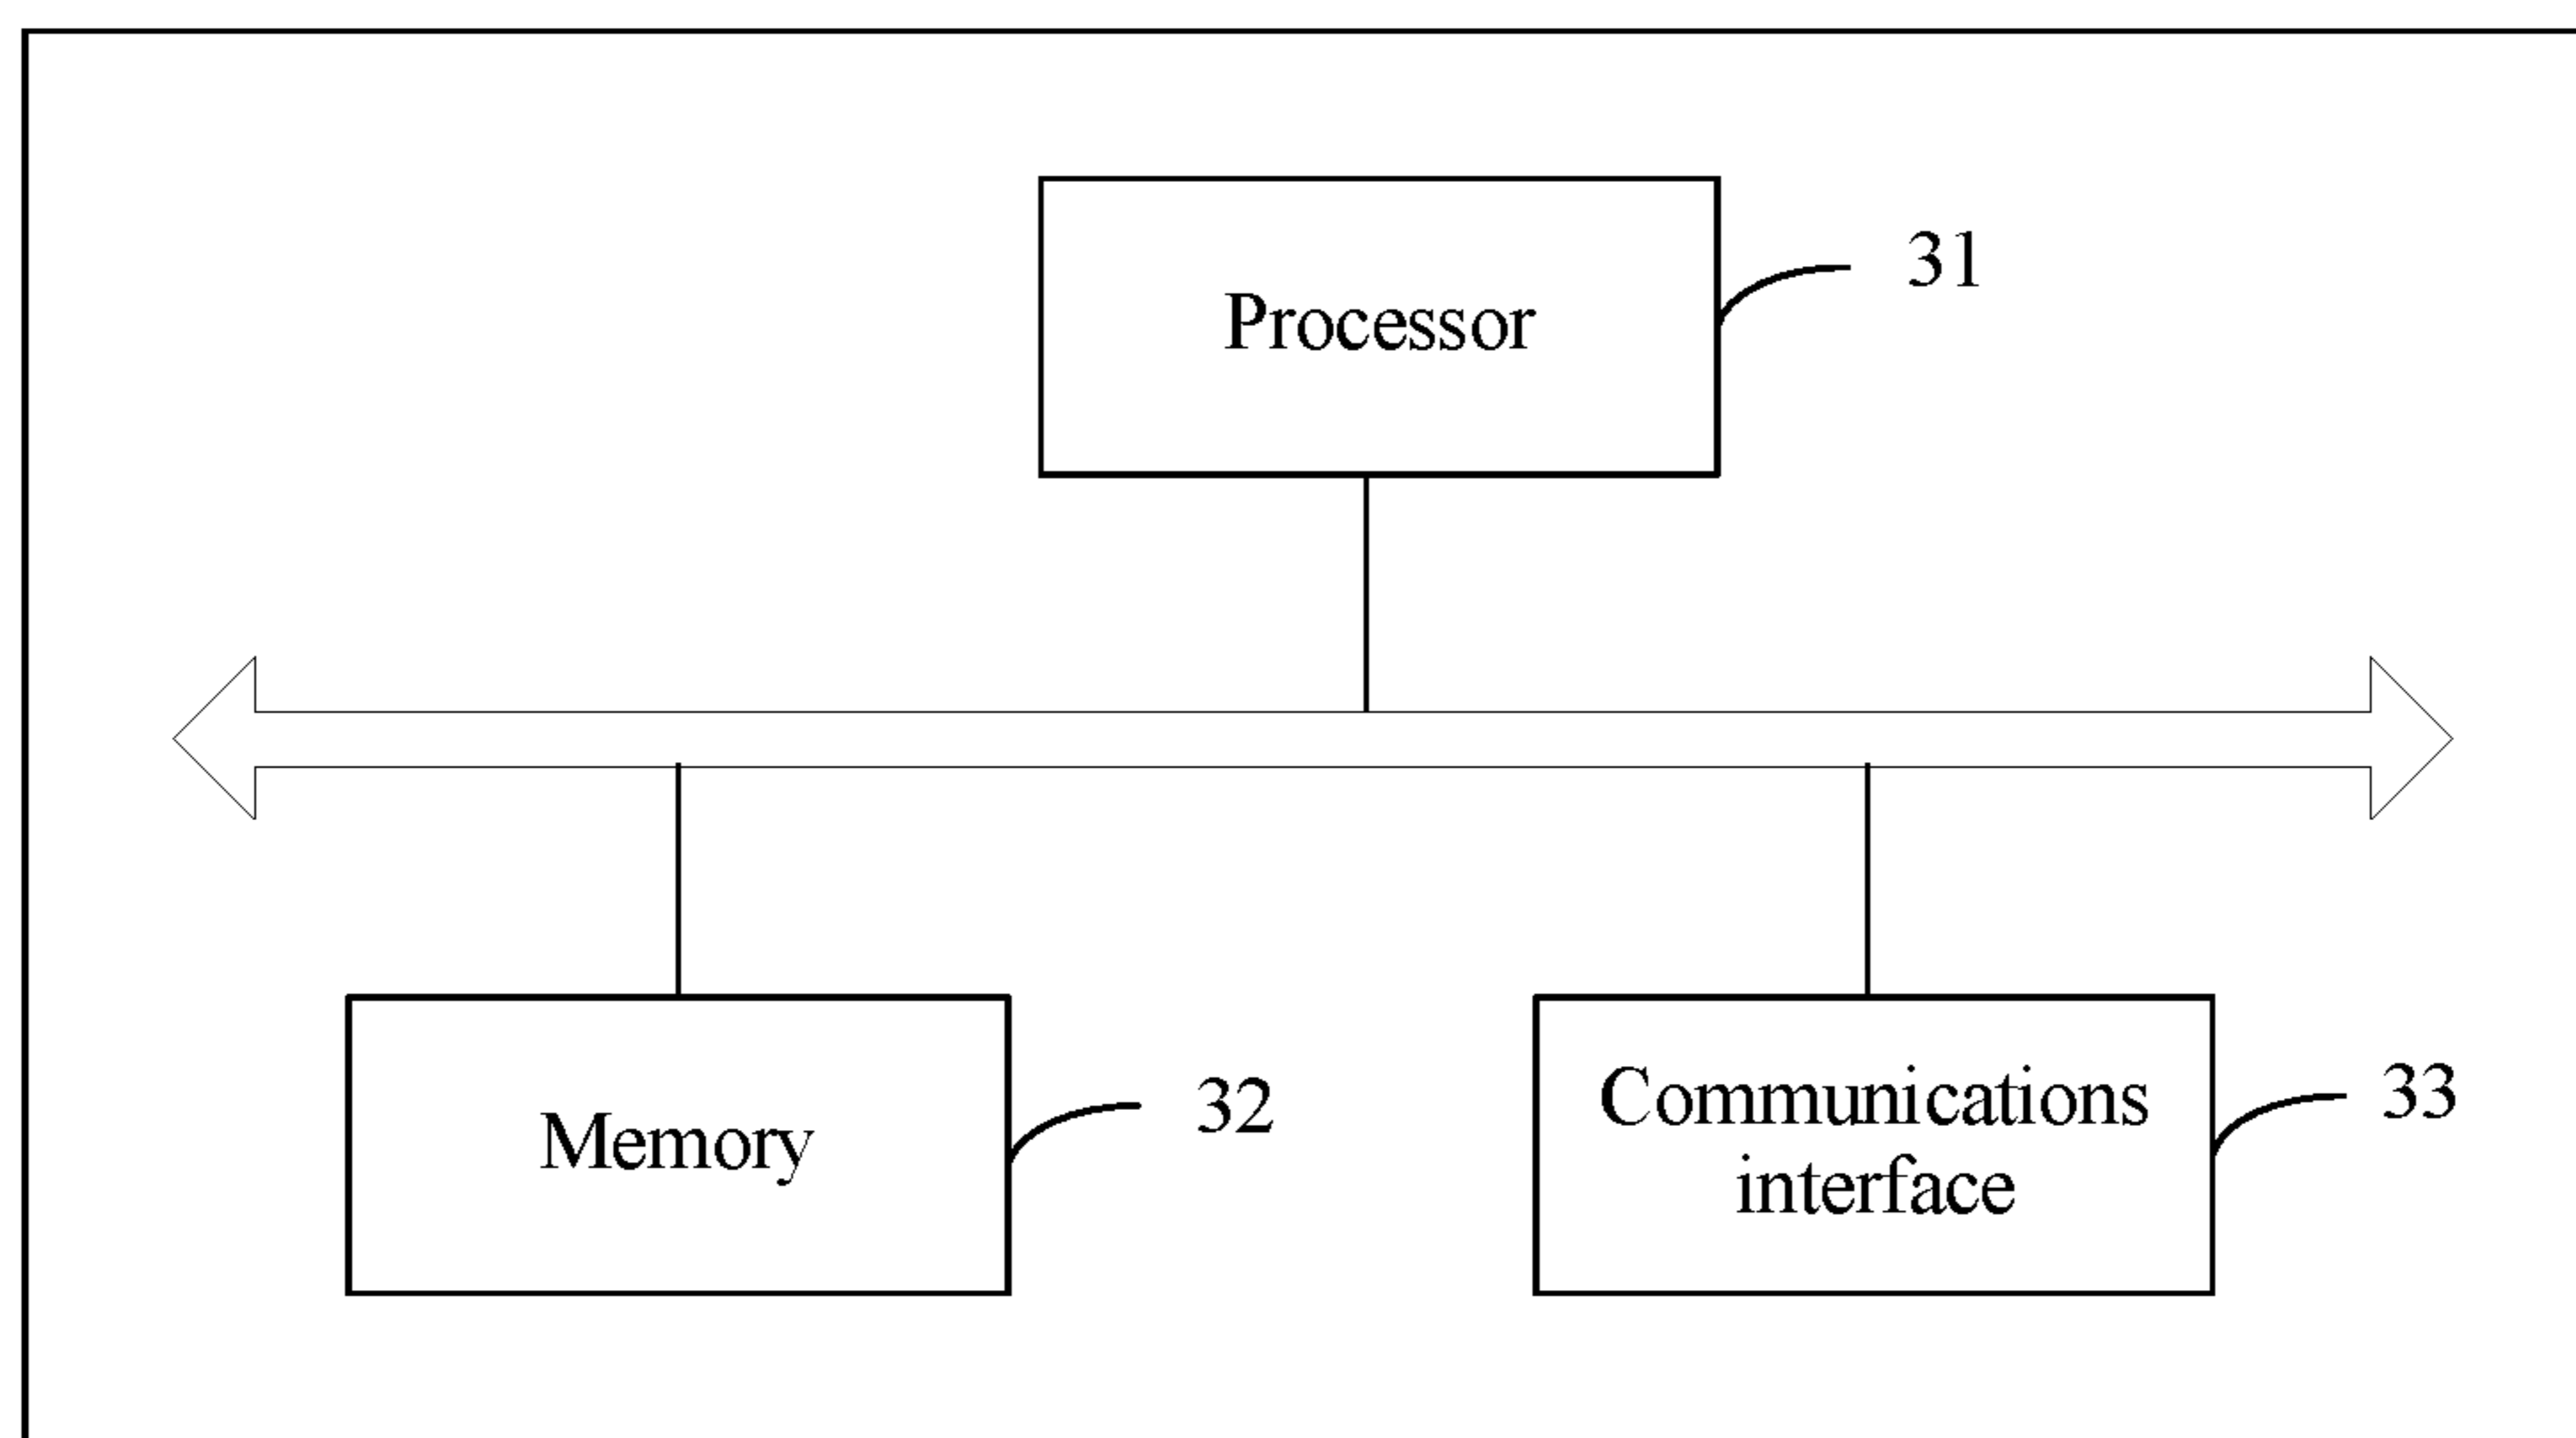 Processor
31
Memory
32
Communications
interface
33